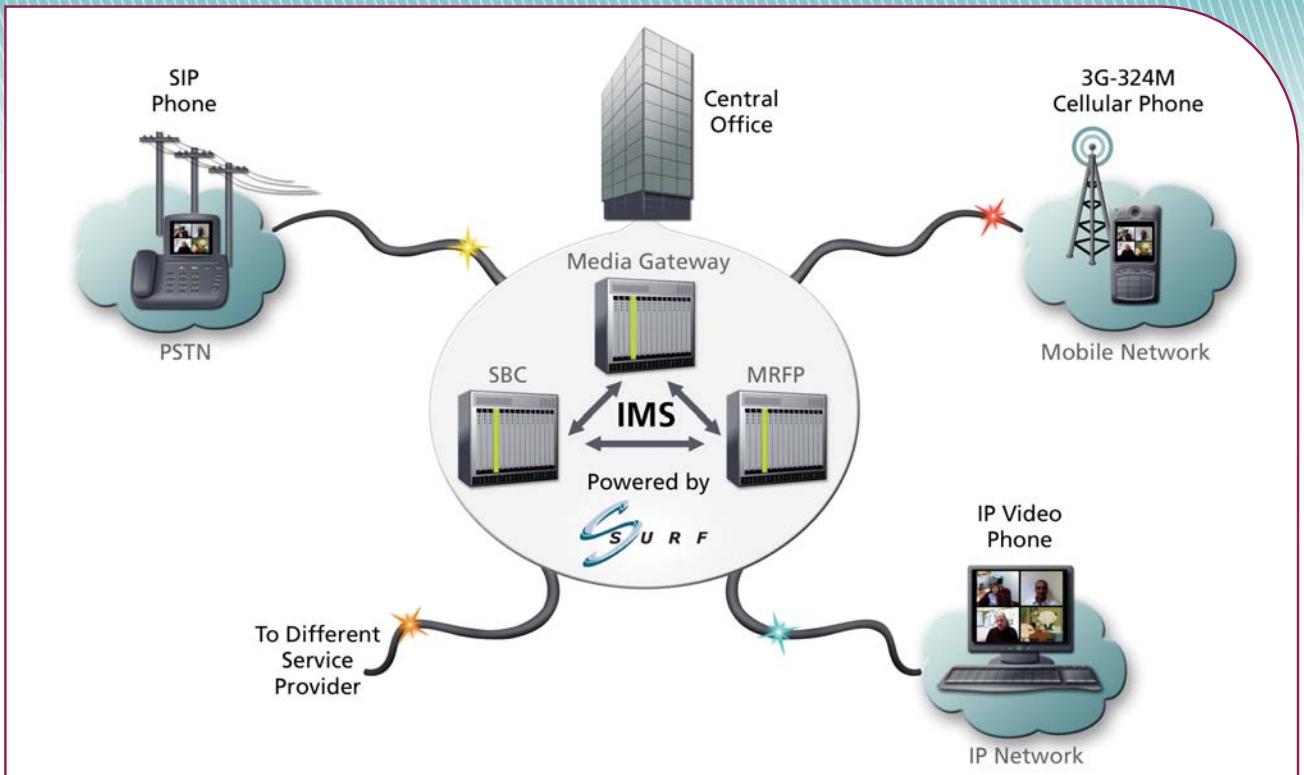 SIP
Phone
PSTN
Central
Office
3G-324M
Cellular Phone
Mobile Network
Media Gateway
SBC
MRFP
IMS
Powered by
SURF
To Different
Service
Provider
IP Video
Phone
IP Network